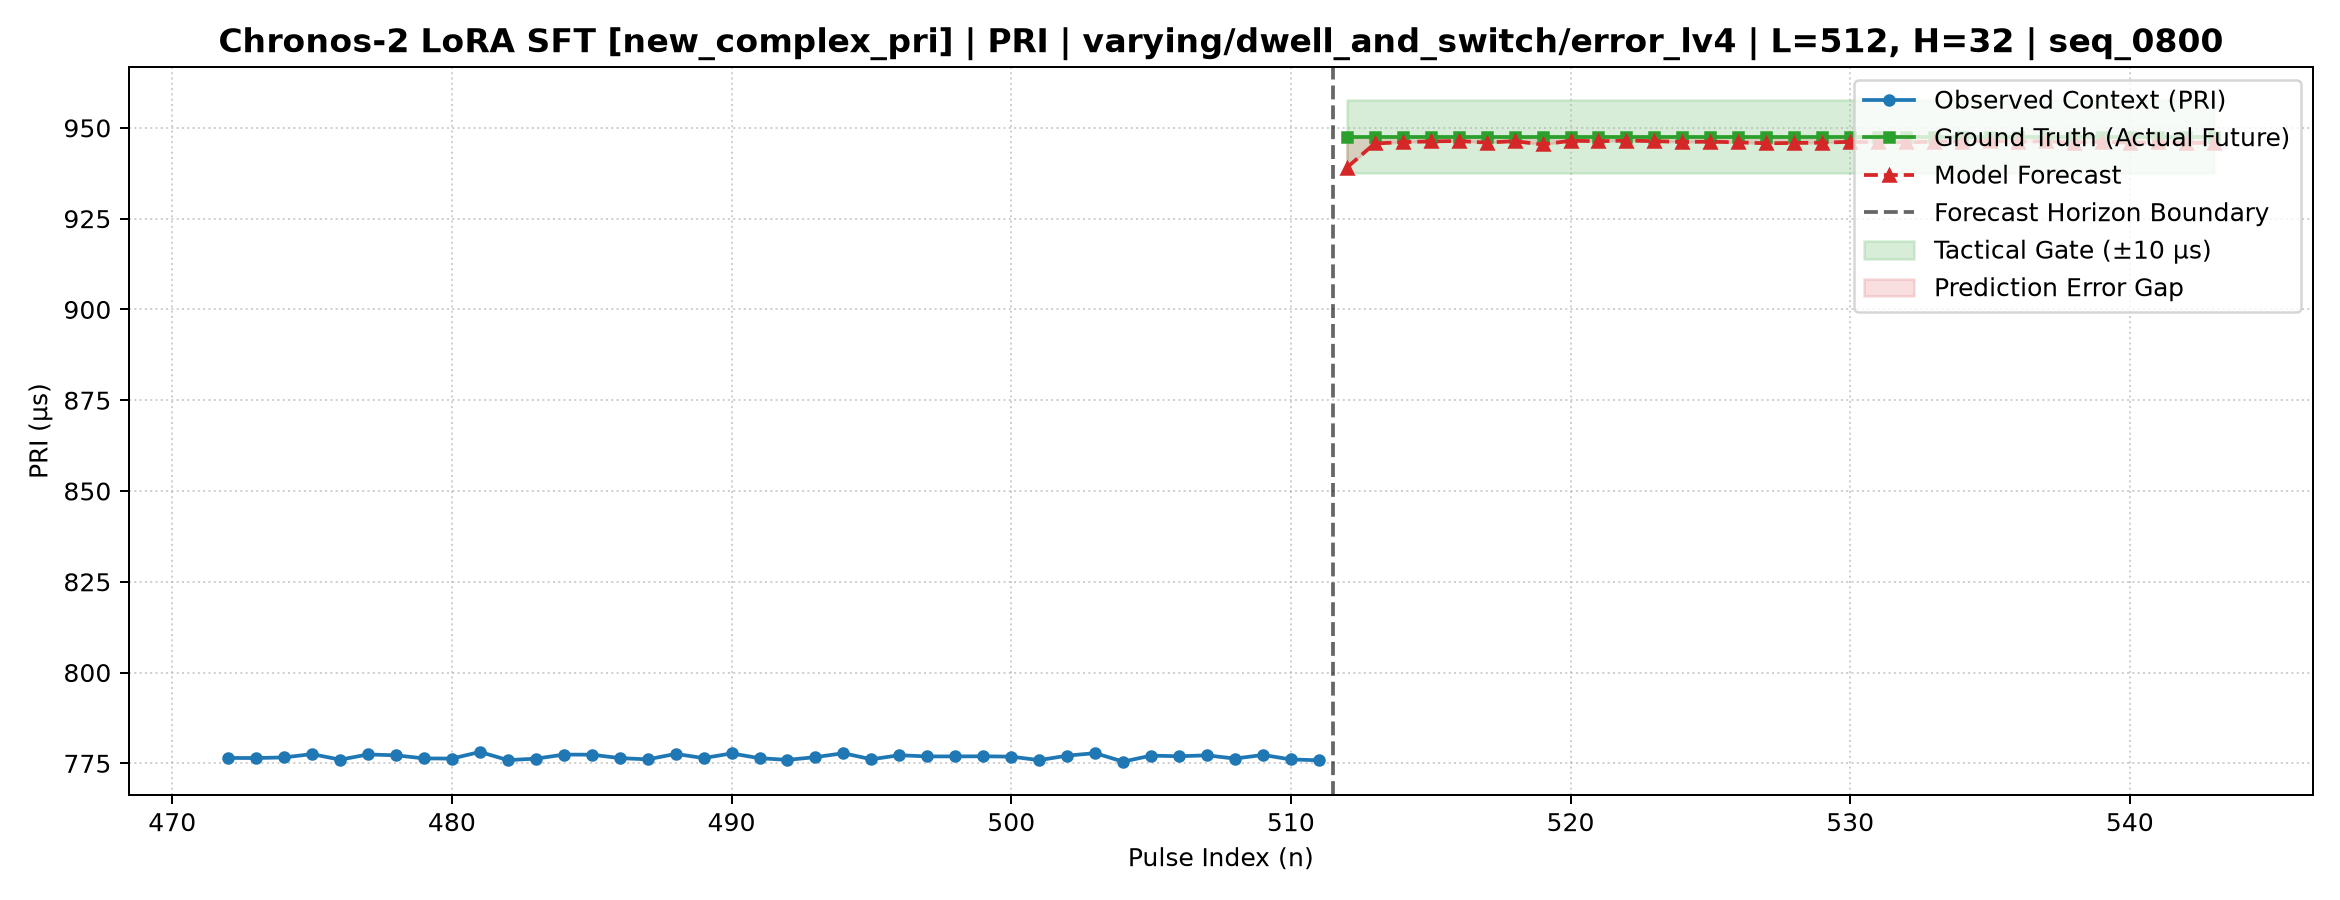 Chronos-2 LoRA SFT [new_complex_pri] | PRI | varying/dwell_and_switch/error_lv4 | L=512, H=32 | seq_0800
Observed Context (PRI)
Ground Truth (Actual Future)
Model Forecast
Forecast Horizon Boundary
Tactical Gate (±10 µs)
Prediction Error Gap
PRI (µs)
950
925
900
875
850
825
800
775
470 480 490 500 510 520 530 540
Pulse Index (n)